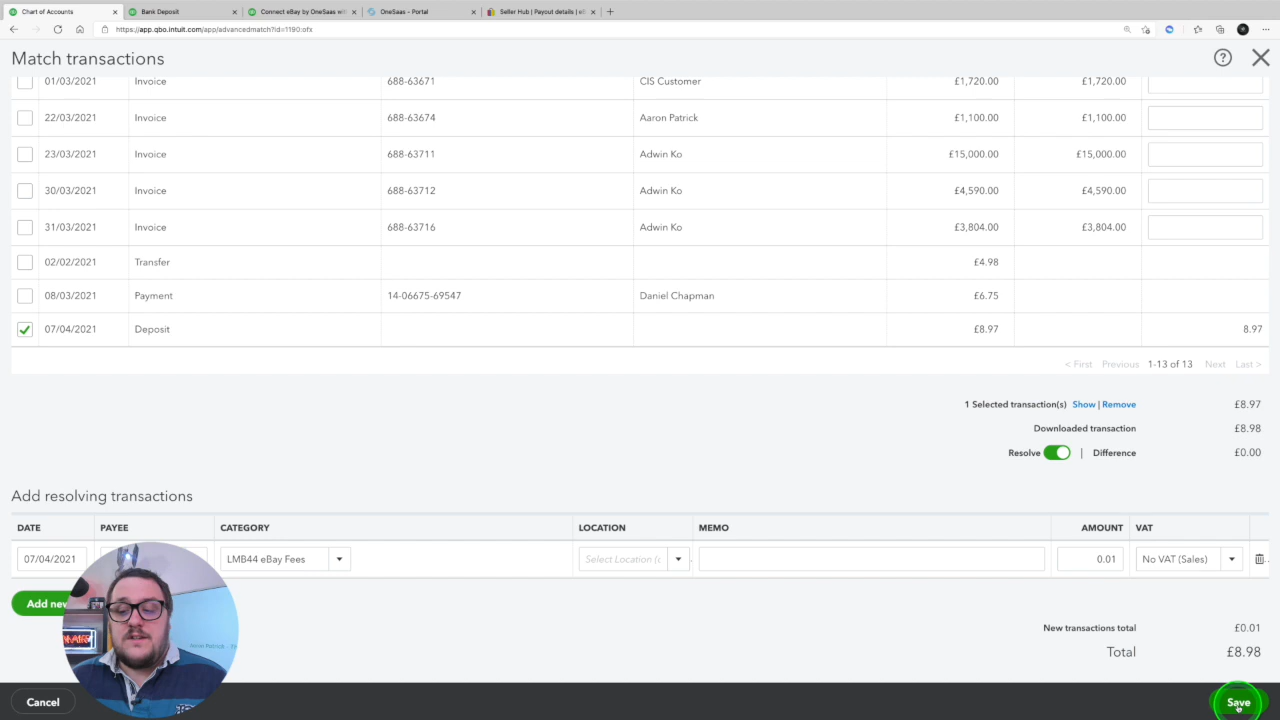 Chart of Accounts
Bank Deposit
Connect eBay by OneSaas wit
OneSaas - Portal
Seller Hub | Payout details | eB
https://app.qbo.intuit.com/app/advancedmatch?id=1190:ofx
Match transactions
01/03/2021 Invoice 688-63671 CIS Customer £1,720.00 £1,720.00
22/03/2021 Invoice 688-63674 Aaron Patrick £1,100.00 £1,100.00
23/03/2021 Invoice 688-63711 Adwin Ko £15,000.00 £15,000.00
30/03/2021 Invoice 688-63712 Adwin Ko £4,590.00 £4,590.00
31/03/2021 Invoice 688-63716 Adwin Ko £3,804.00 £3,804.00
02/02/2021 Transfer £4.98
08/03/2021 Payment 14-06675-69547 Daniel Chapman £6.75
07/04/2021 Deposit £8.97 8.97
< First Previous 1-13 of 13 Next Last >
1 Selected transaction(s) Show | Remove £8.97
Downloaded transaction £8.98
Resolve | Difference £0.00
Add resolving transactions
DATE PAYEE CATEGORY LOCATION MEMO AMOUNT VAT
07/04/2021 LMB44 eBay Fees Select Location (c 0.01 No VAT (Sales)
Add new
New transactions total £0.01
Total £8.98
Cancel
Save